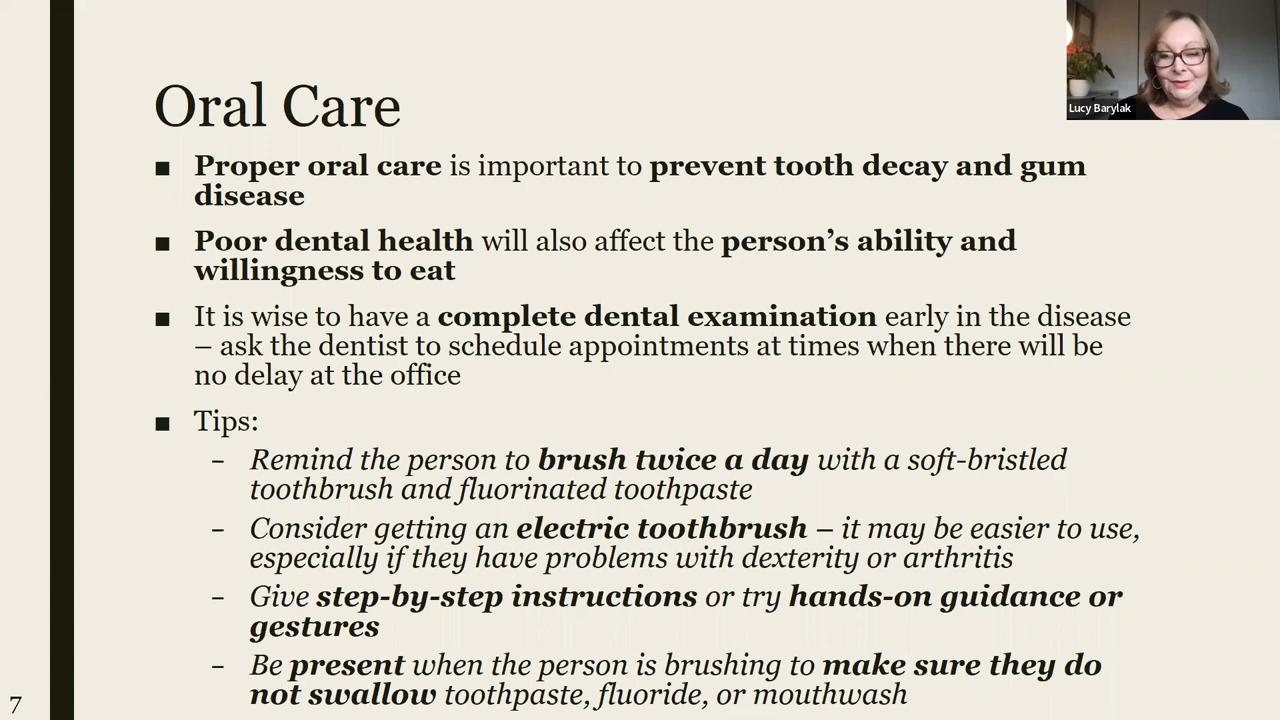 Lucy Barylak
Oral Care
■ Proper oral care is important to prevent tooth decay and gum
disease
■ Poor dental health will also affect the person’s ability and
willingness to eat
■ It is wise to have a complete dental examination early in the disease
– ask the dentist to schedule appointments at times when there will be
no delay at the office
■ Tips:
– Remind the person to brush twice a day with a soft-bristled
toothbrush and fluorinated toothpaste
– Consider getting an electric toothbrush – it may be easier to use,
especially if they have problems with dexterity or arthritis
– Give step-by-step instructions or try hands-on guidance or
gestures
– Be present when the person is brushing to make sure they do
not swallow toothpaste, fluoride, or mouthwash
7